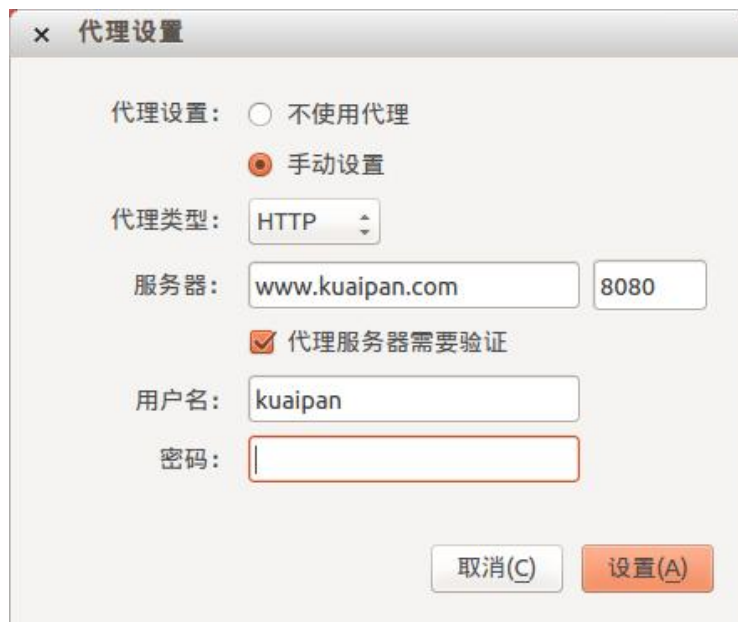 代理设置
代理设置: 不使用代理
手动设置
代理类型: HTTP
服务器: www.kuaipan.com 8080
代理服务器需要验证
用户名: kuaipan
密码:
取消(C) 设置(A)